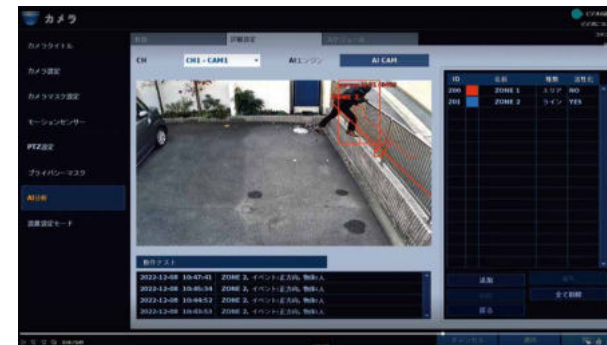 カメラ
カメラタイトル
カメラ設定
カメラマスク設定
モーションセンサー
PTZ設定
プライバシーマスク
AI分析
設置設定モード
詳細設定
スケジュール
CH
CH1 - CAM1
AIエンジン
AI CAM
ZONE 2,
ID
名前
種類
活性化
200
ZONE 1
エリア
NO
201
ZONE 2
ライン
YES
動作テスト
2022-12-08 10:47:41 ZONE 2, イベント:正方向, 物体:人
2022-12-08 10:45:34 ZONE 2, イベント:正方向, 物体:人
2022-12-08 10:44:52 ZONE 2, イベント:正方向, 物体:人
2022-12-08 10:43:53 ZONE 2, イベント:正方向, 物体:人
追加
全て削除
戻る